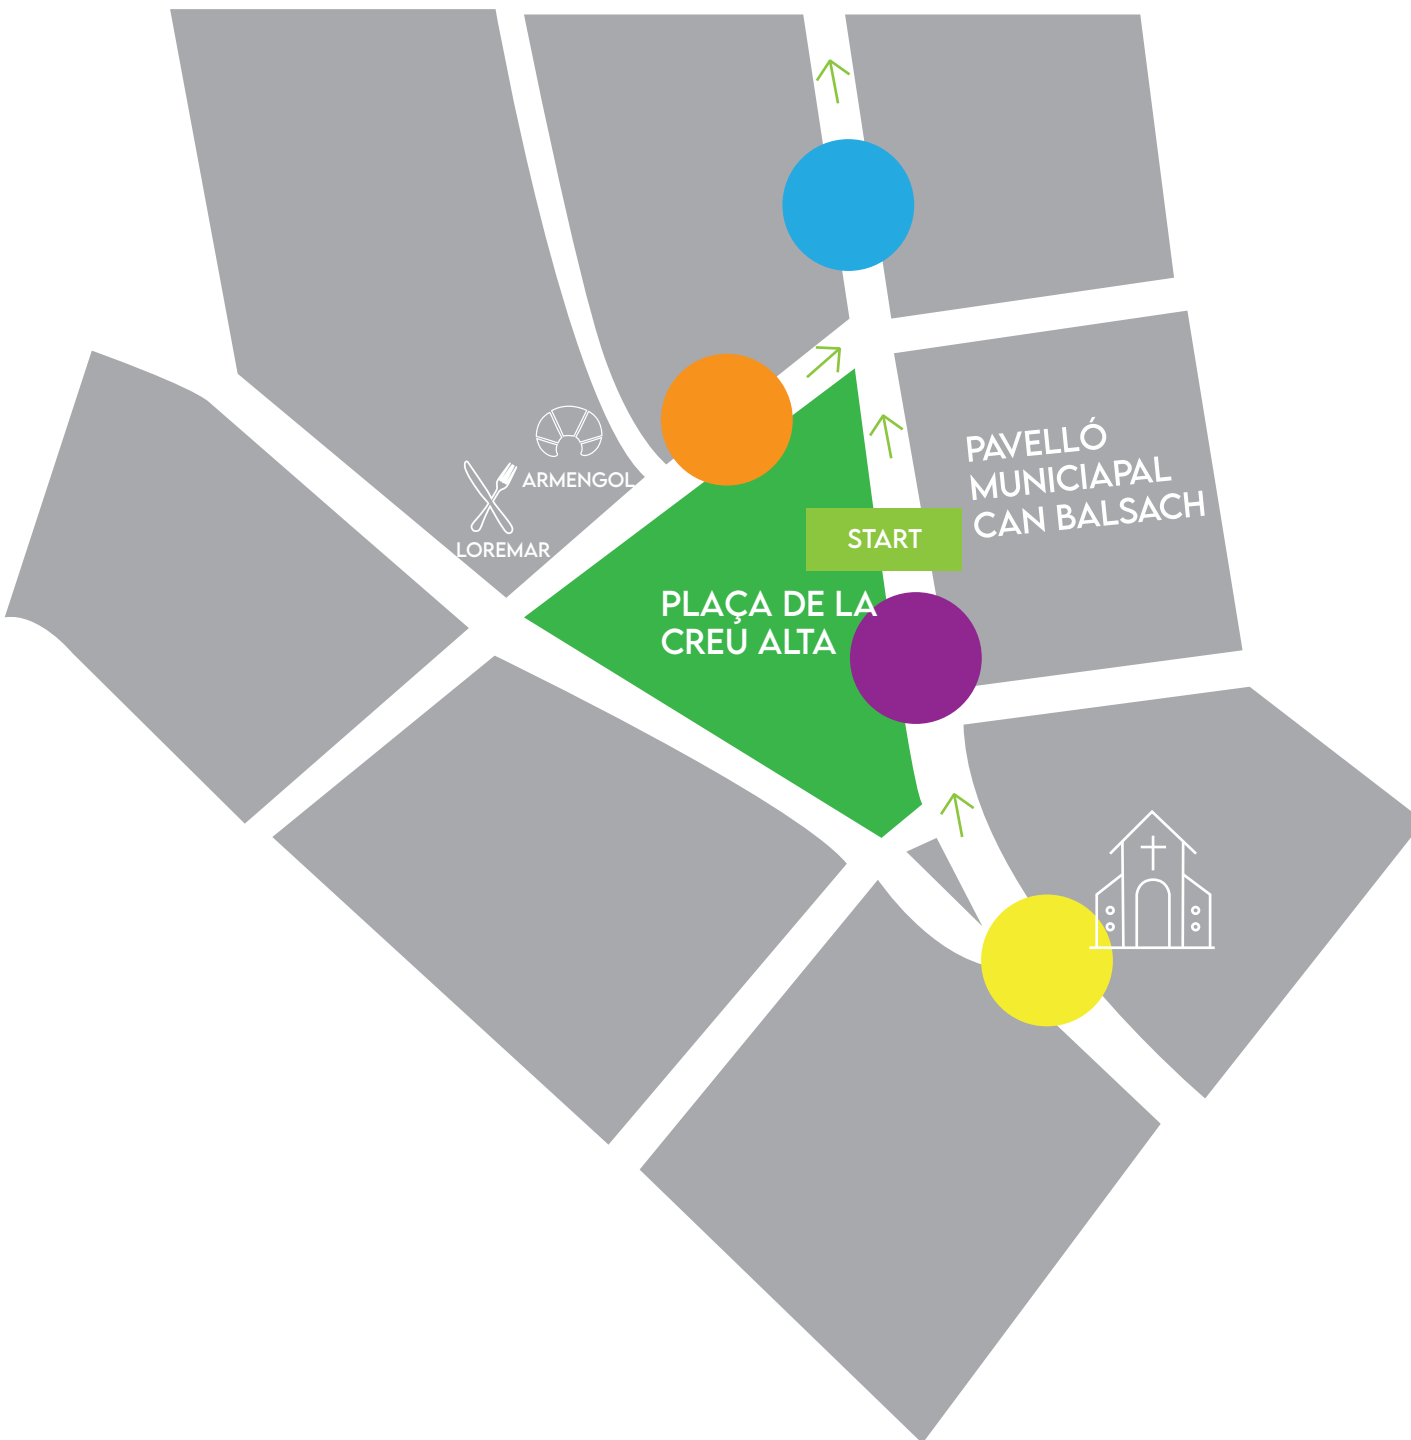 ARMENGOL
LOREMAR
PAVELLÓ
MUNICIAPAL
CAN BALSACH
START
PLAÇA DE LA
CREU ALTA